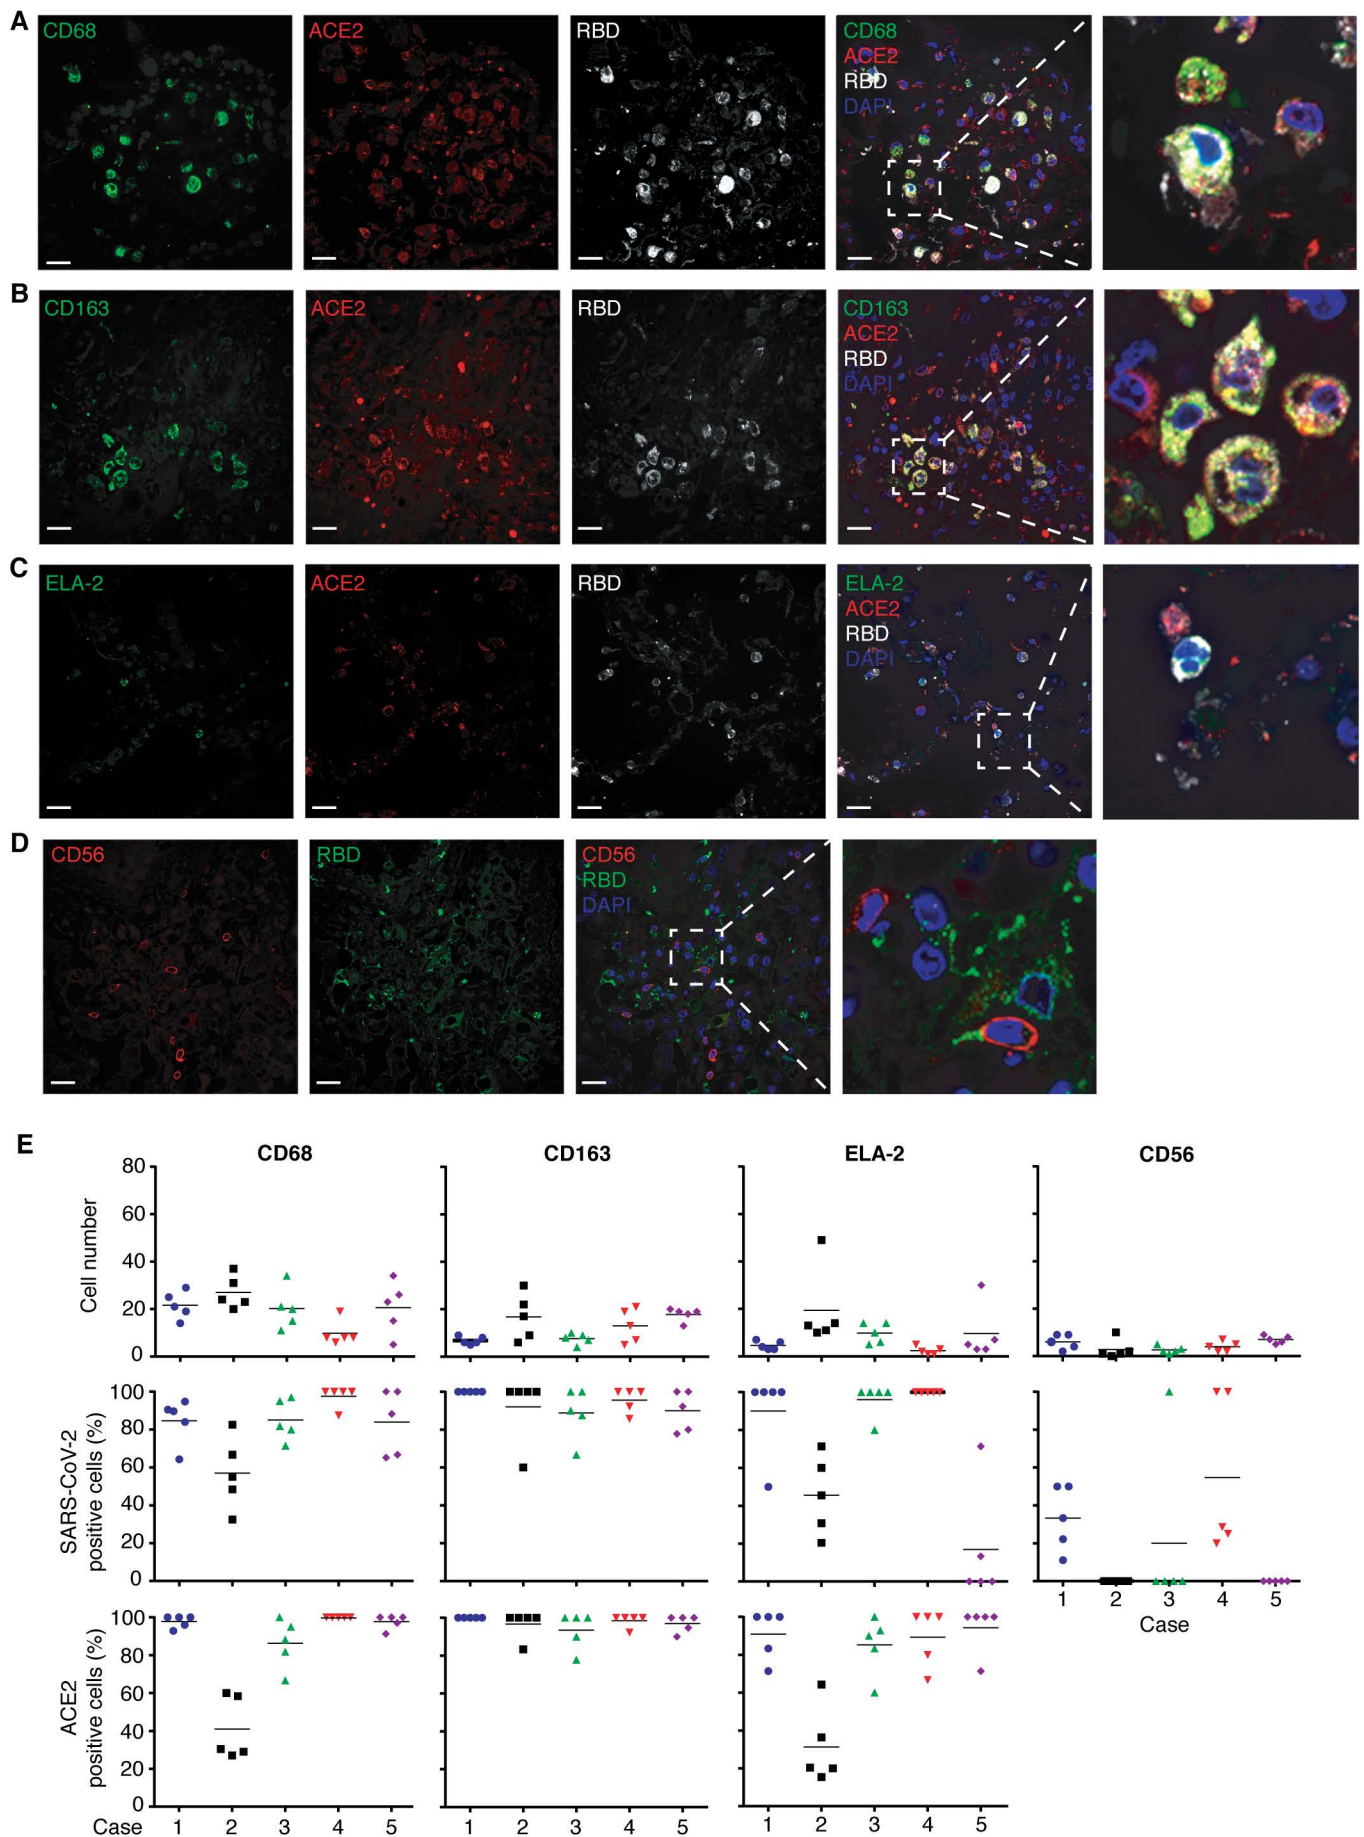 A
CD68
ACE2
RBD
CD68
ACE2
RBD
DAPI
B
CD163
ACE2
RBD
CD163
ACE2
RBD
DAPI
C
ELA-2
ACE2
RBD
ELA-2
ACE2
RBD
DAPI
D
CD56
RBD
CD56
RBD
DAPI
E
CD68
CD163
ELA-2
CD56
Cell number
80
60
40
20
0
SARS-CoV-2
positive cells (%)
100
80
60
40
20
0
1 2 3 4 5
Case
ACE2
positive cells (%)
100
80
60
40
20
0
Case 1 2 3 4 5
1 2 3 4 5
1 2 3 4 5